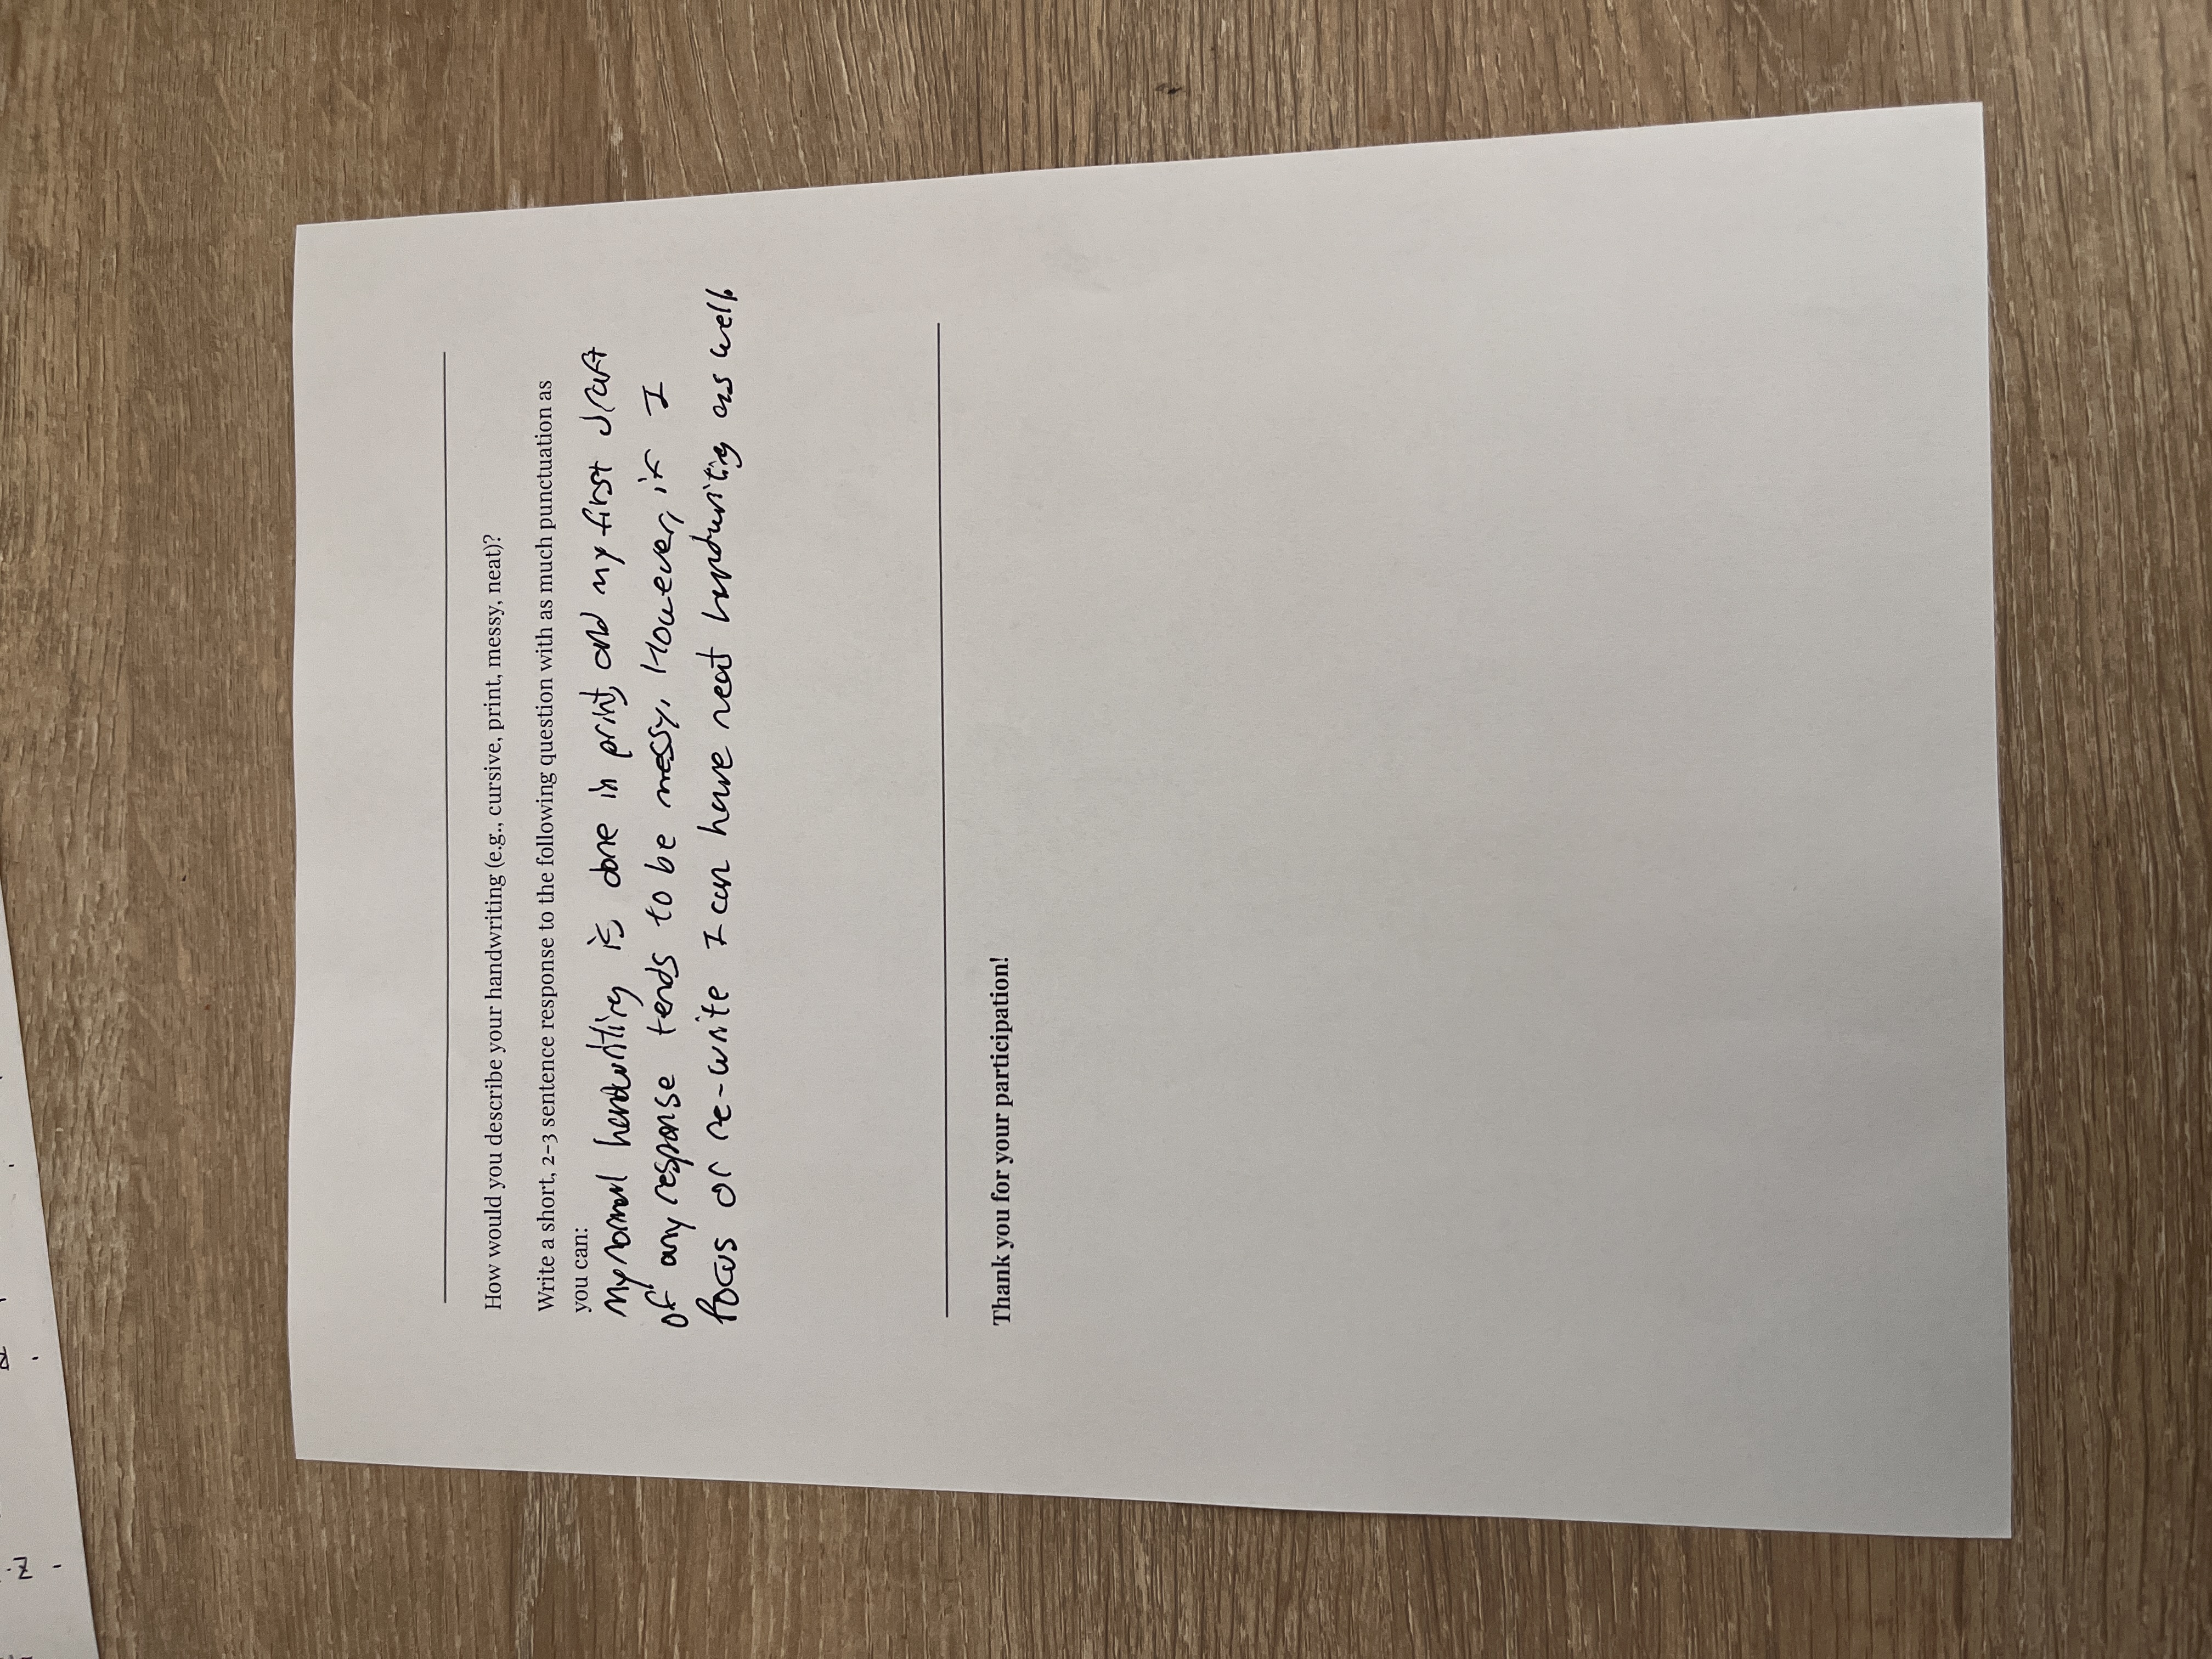 How would you describe your handwriting (e.g., cursive, print, messy, neat)?
Write a short, 2–3 sentence response to the following question with as much punctuation as
you can:
My normal handwriting is done in print, and my first draft
of any response tends to be messy. However, if I
focus or re-write I can have neat handwriting as well.
Thank you for your participation!